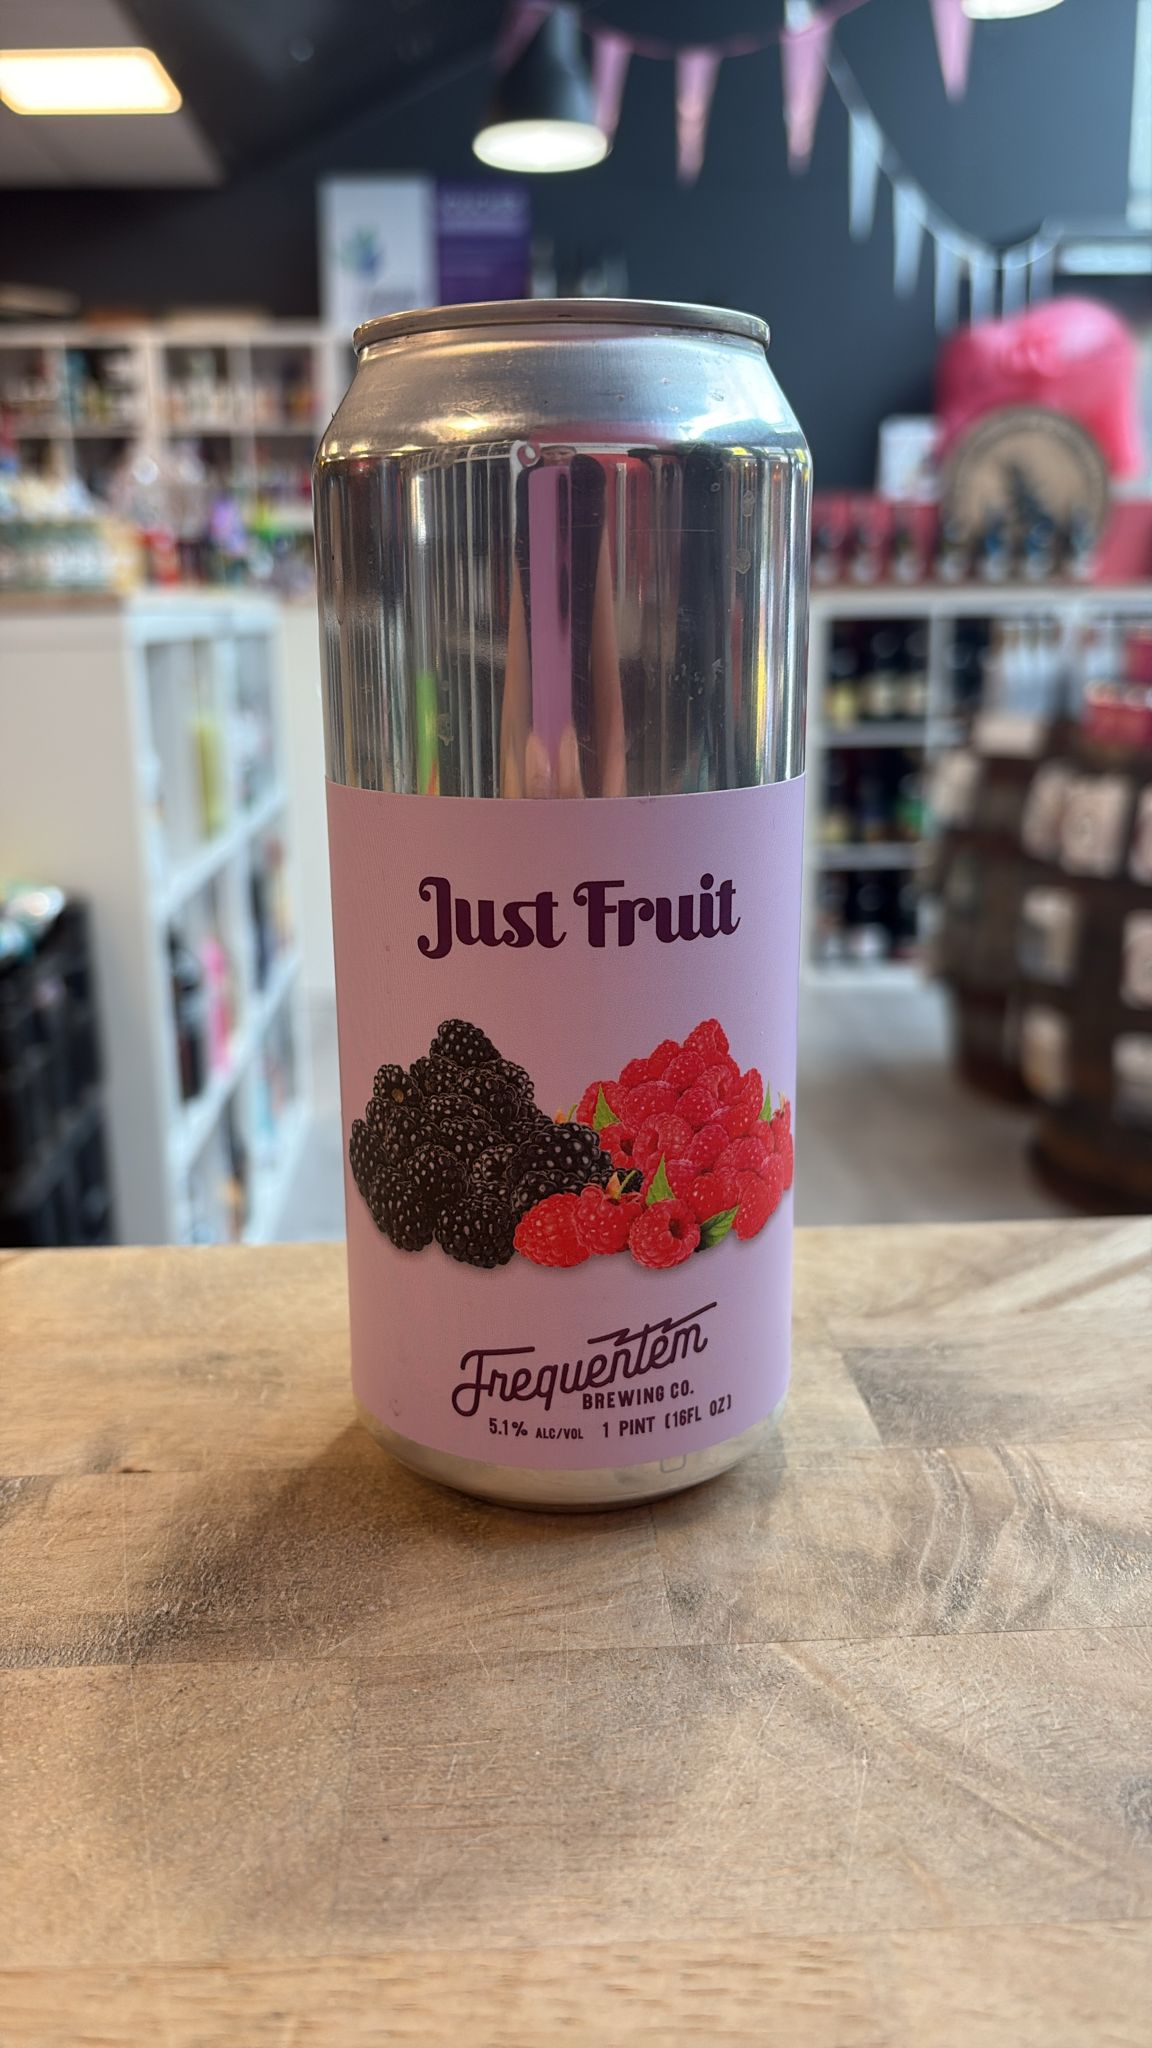 Just Fruit
Frequentem
BREWING CO.
5.1% ALC/VOL 1 PINT (16FL OZ)